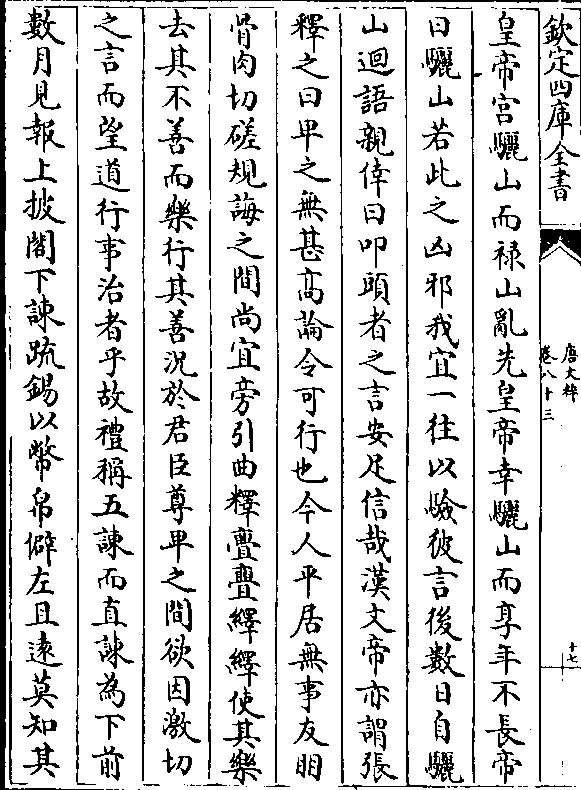 欽定四庫全書
唐文粹
卷八十三
十七
皇帝宫驪山而禄山亂先皇帝幸驪山而享年不長帝
曰驪山若此之凶邪我宜一往以驗彼言後數日自驪
山迴語親倖曰叩頭者之言安足信哉漢文帝亦謂張
釋之曰卑之無甚髙論令可行也今人平居無事友朋
骨肉切磋規誨之間尚宜旁引曲釋亹亹繹繹使其樂
去其不善而樂行其善况於君臣尊卑之間欲因激切
之言而望道行事治者乎故禮稱五諫而直諫為下前
數月見報上披閣下諫疏錫以幣帛僻左且逺莫知其